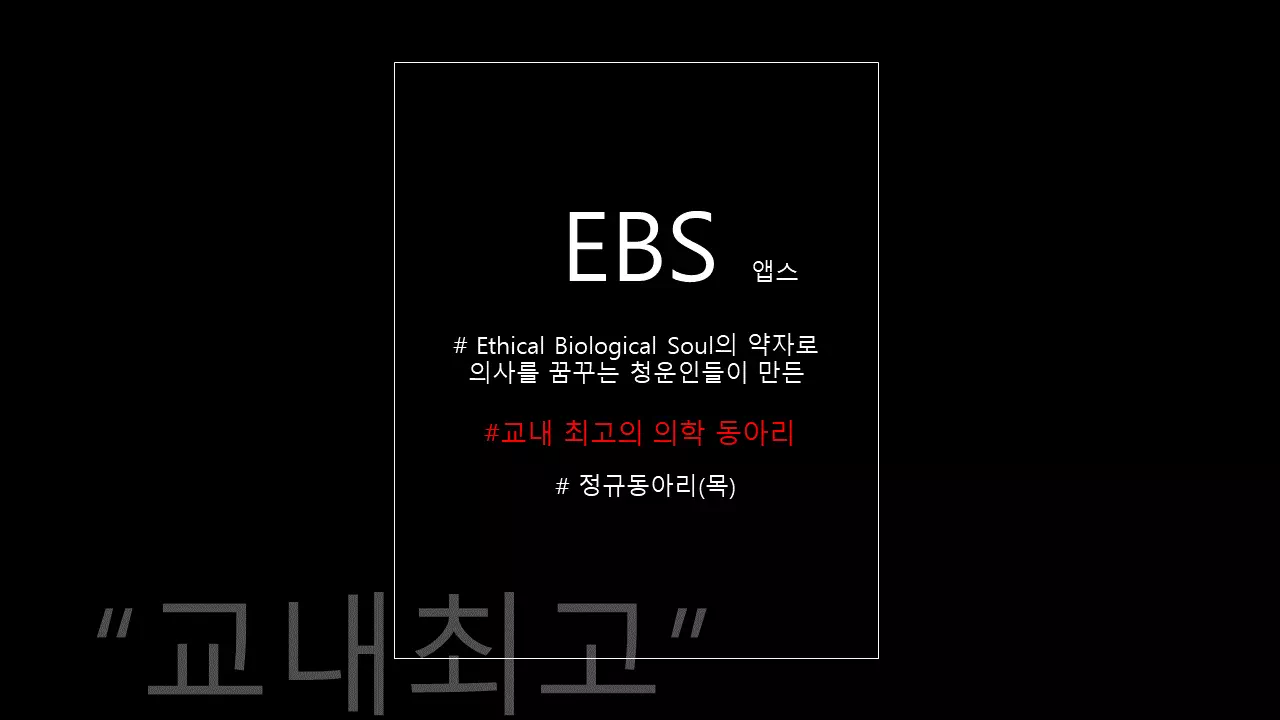 EBS 앱스
# Ethical Biological Soul의 약자로
의사를 꿈꾸는 청운인들이 만든
#교내 최고의 의학 동아리
# 정규동아리(목)
“교내최고”